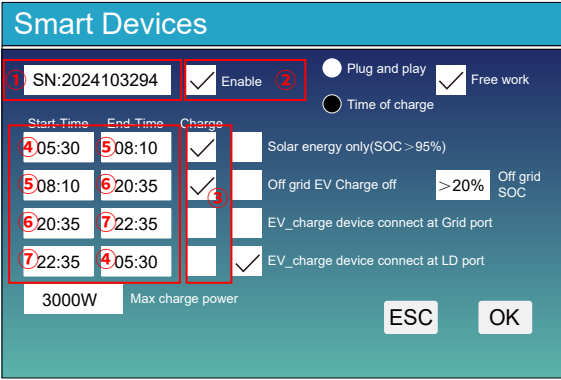 Smart Devices
① SN:2024103294 Enable ② Plug and play Free work
Time of charge
Start-Time End-Time Charge
④05:30 ⑤08:10 Solar energy only(SOC＞95%)
⑤08:10 ⑥20:35 ③ Off grid EV Charge off ＞20% Off grid SOC
⑥20:35 ⑦22:35 EV_charge device connect at Grid port
⑦22:35 ④05:30 EV_charge device connect at LD port
3000W Max charge power
ESC OK